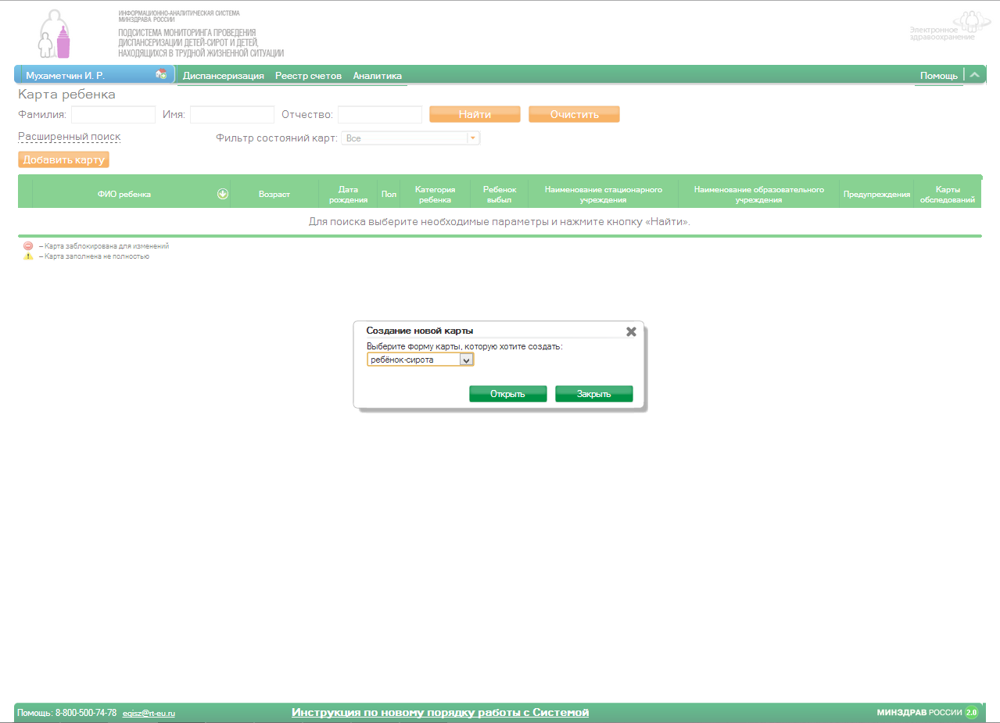 ИНФОРМАЦИОННО-АНАЛИТИЧЕСКАЯ СИСТЕМА
МИНЗДРАВА РОССИИ
ПОДСИСТЕМА МОНИТОРИНГА ПРОВЕДЕНИЯ
ДИСПАНСЕРИЗАЦИИ ДЕТЕЙ-СИРОТ И ДЕТЕЙ,
НАХОДЯЩИХСЯ В ТРУДНОЙ ЖИЗНЕННОЙ СИТУАЦИИ
Электронное
здравоохранение
Мухаметчин И. Р. Диспансеризация Реестр счетов Аналитика Помощь
Карта ребенка
Фамилия: Имя: Отчество: Найти Очистить
Расширенный поиск Фильтр состояний карт: Все
Добавить карту
ФИО ребенка Возраст Дата рождения Пол Категория ребенка Ребенок выбыл Наименование стационарного учреждения Наименование образовательного учреждения Предупреждения Карты обследований
Для поиска выберите необходимые параметры и нажмите кнопку «Найти».
– Карта заблокирована для изменений
– Карта заполнена не полностью
Создание новой карты
Выберите форму карты, которую хотите создать:
ребёнок-сирота
Открыть Закрыть
Помощь: 8-800-500-74-78 egisz@rt-eu.ru Инструкция по новому порядку работы с Системой МИНЗДРАВ РОССИИ 2.0